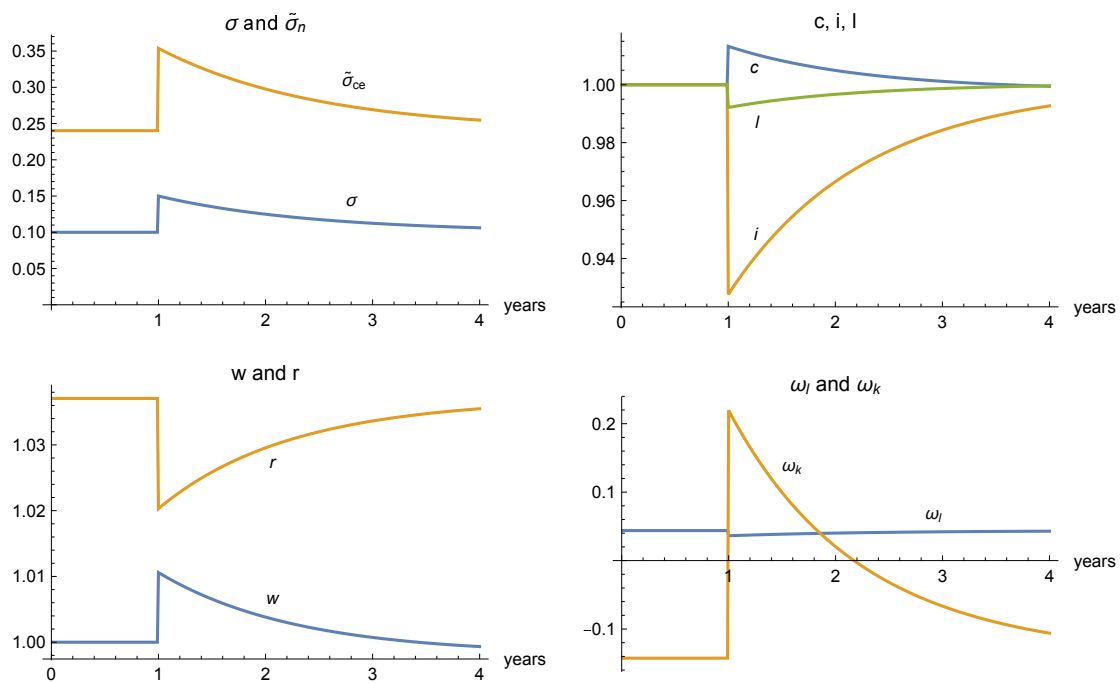 σ and σ̃ₙ
0.35
0.30
0.25
0.20
0.15
0.10
0.05
σ̃ce
σ
0 1 2 3 4
years
c, i, l
1.00
0.98
0.96
0.94
c
l
i
0 1 2 3 4
years
w and r
1.03
1.02
1.01
1.00
r
w
0 1 2 3 4
years
ωl and ωk
0.2
0.1
-0.1
ωk
ωl
1 2 3 4
years